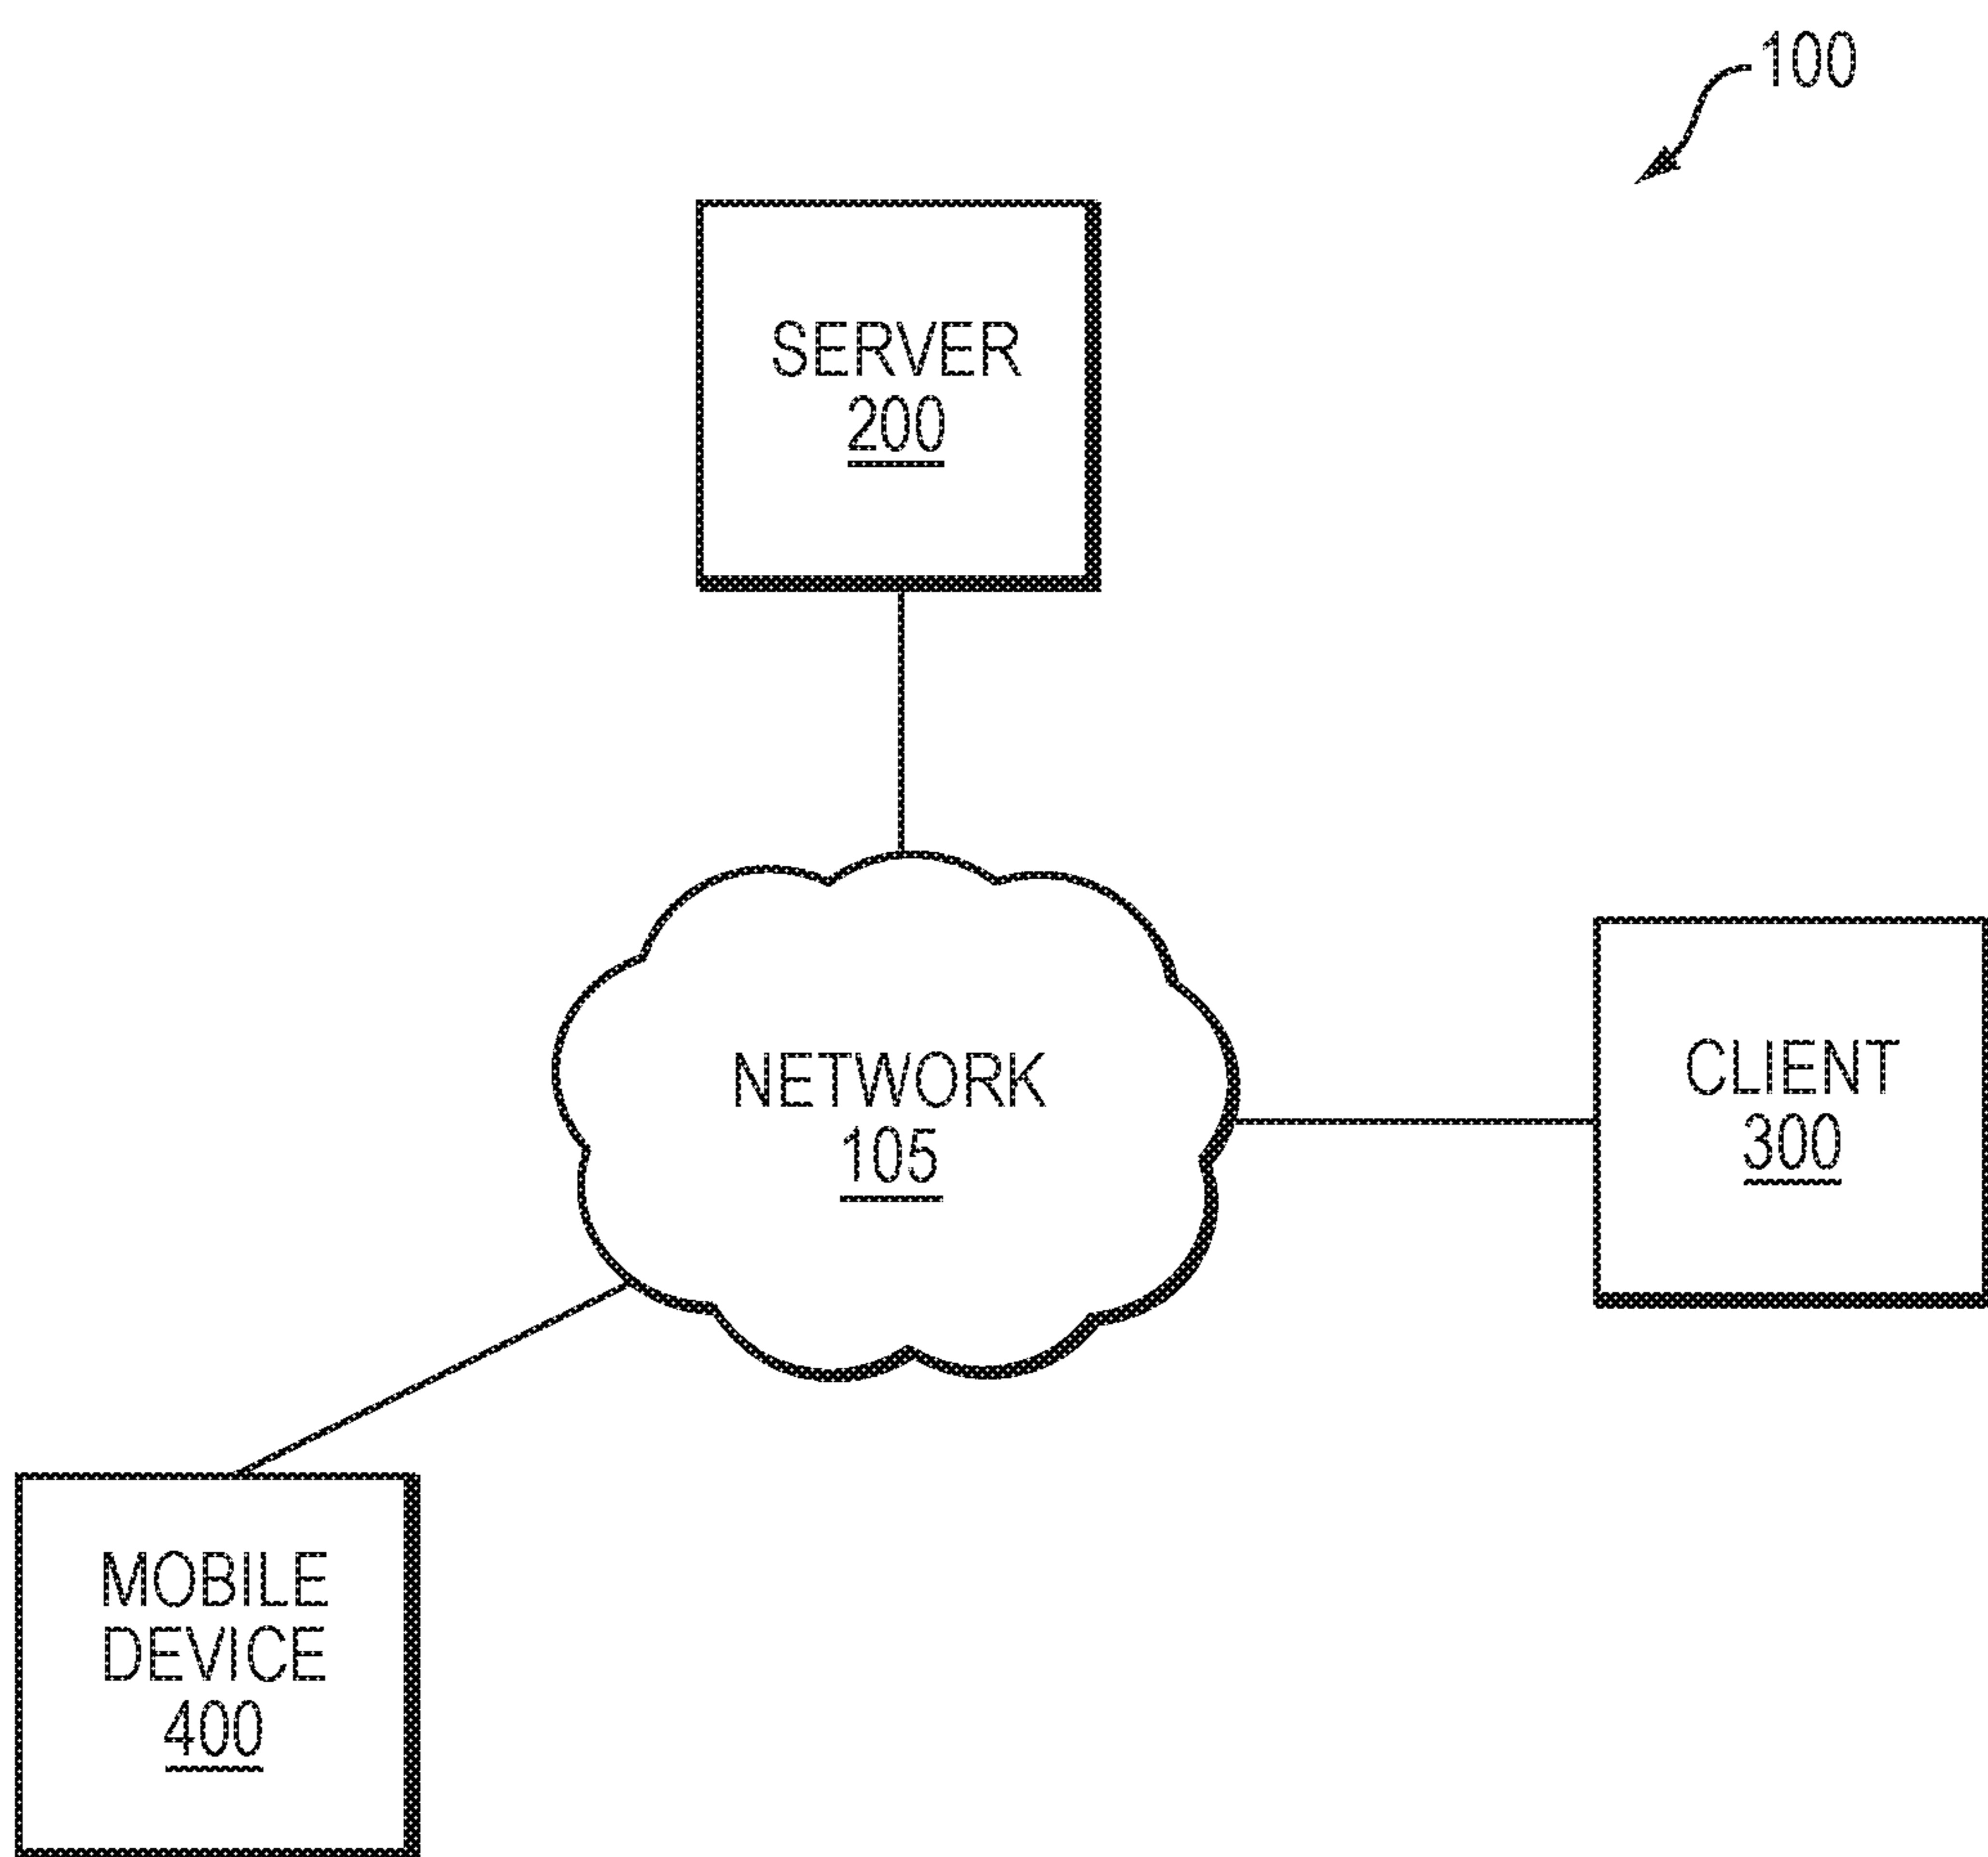 100
SERVER
200
NETWORK
105
CLIENT
300
MOBILE
DEVICE
400